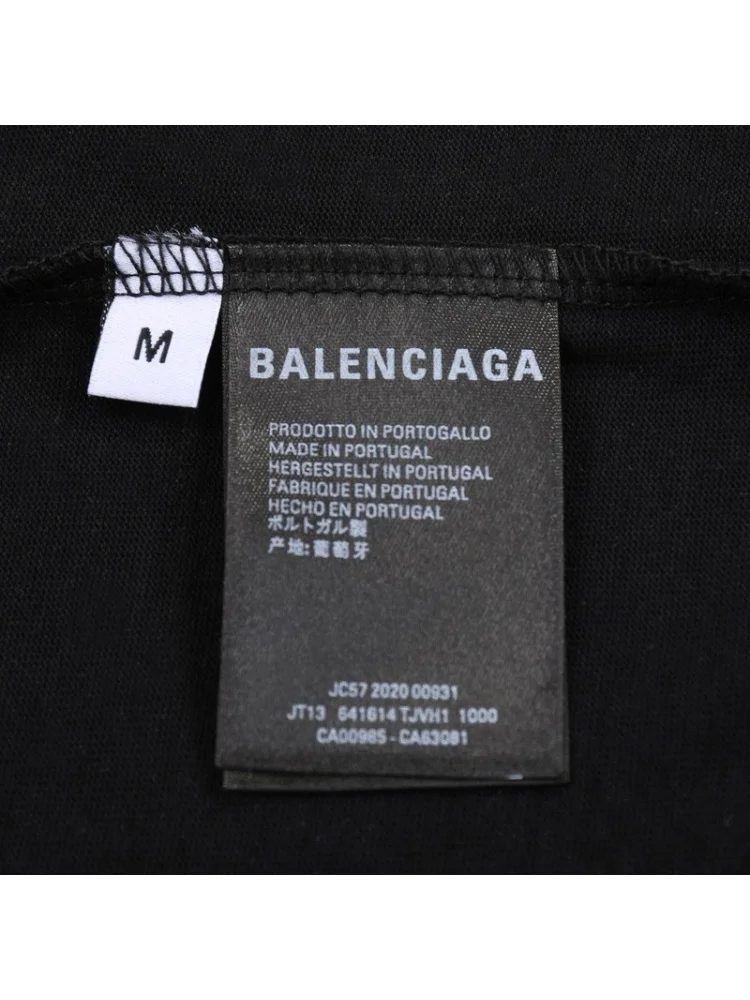 M
BALENCIAGA
PRODOTTO IN PORTOGALLO
MADE IN PORTUGAL
HERGESTELLT IN PORTUGAL
FABRIQUE EN PORTUGAL
HECHO EN PORTUGAL
ポルトガル製
产地:葡萄牙
JC57 2020 00931
JT13 641614 TJVH1 1000
CA00985 - CA63081